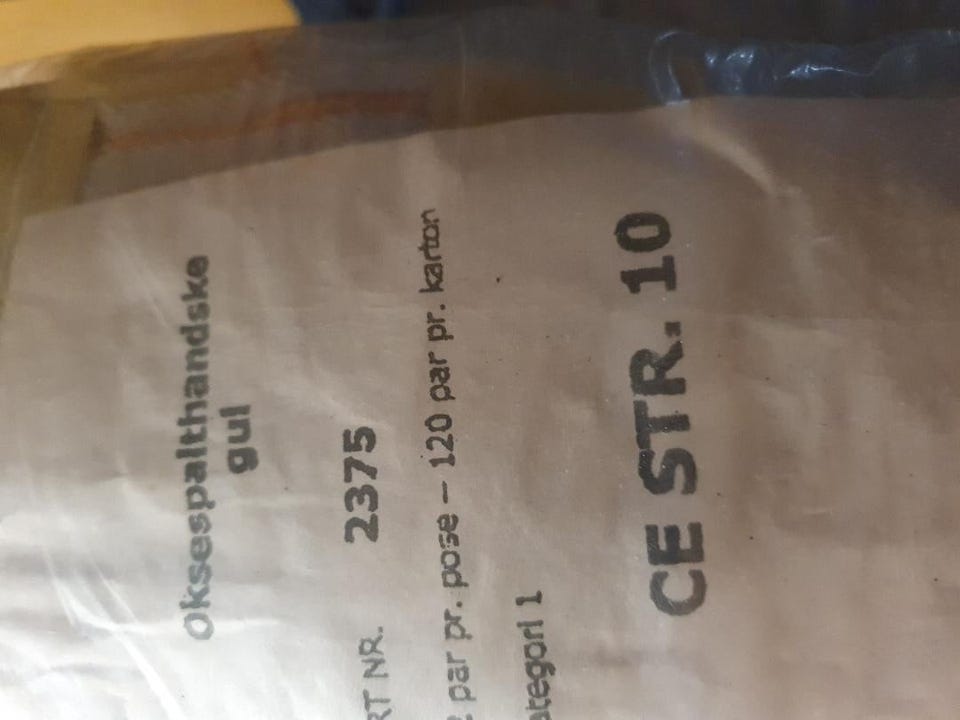 Oksespalthandske
gul
RT NR. 2375
par pr. pose – 120 par pr. karton
ategori 1
CE STR. 10